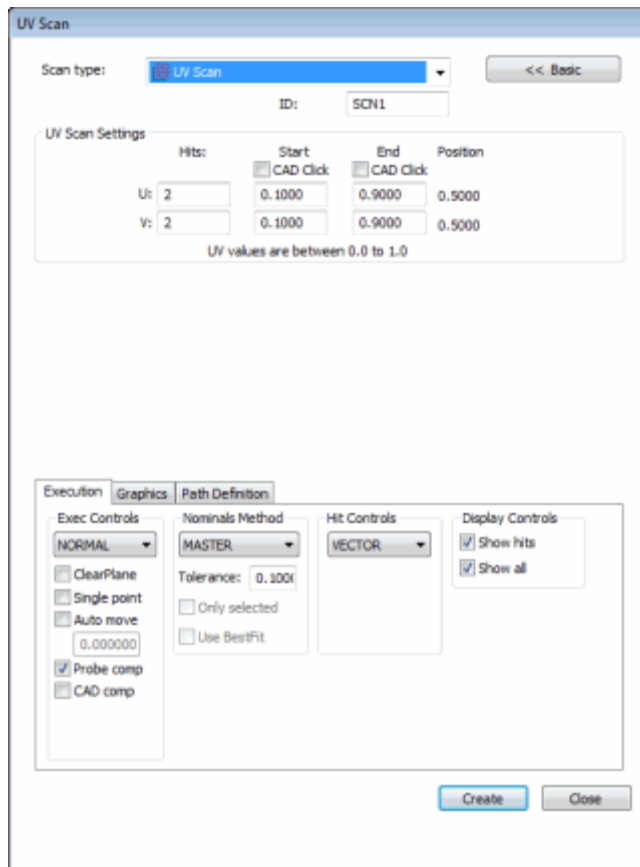 UV Scan
Scan type: UV Scan << Basic
ID: SCN1
UV Scan Settings
Hits: Start End Position
CAD Click CAD Click
U: 2 0.1000 0.9000 0.5000
V: 2 0.1000 0.9000 0.5000
UV values are between 0.0 to 1.0
Execution Graphics Path Definition
Exec Controls Nominals Method Hit Controls Display Controls
NORMAL MASTER VECTOR Show hits
ClearPlane Tolerance: 0.100 Show all
Single point Only selected
Auto move Use BestFit
0.000000
Probe comp
CAD comp
Create Close